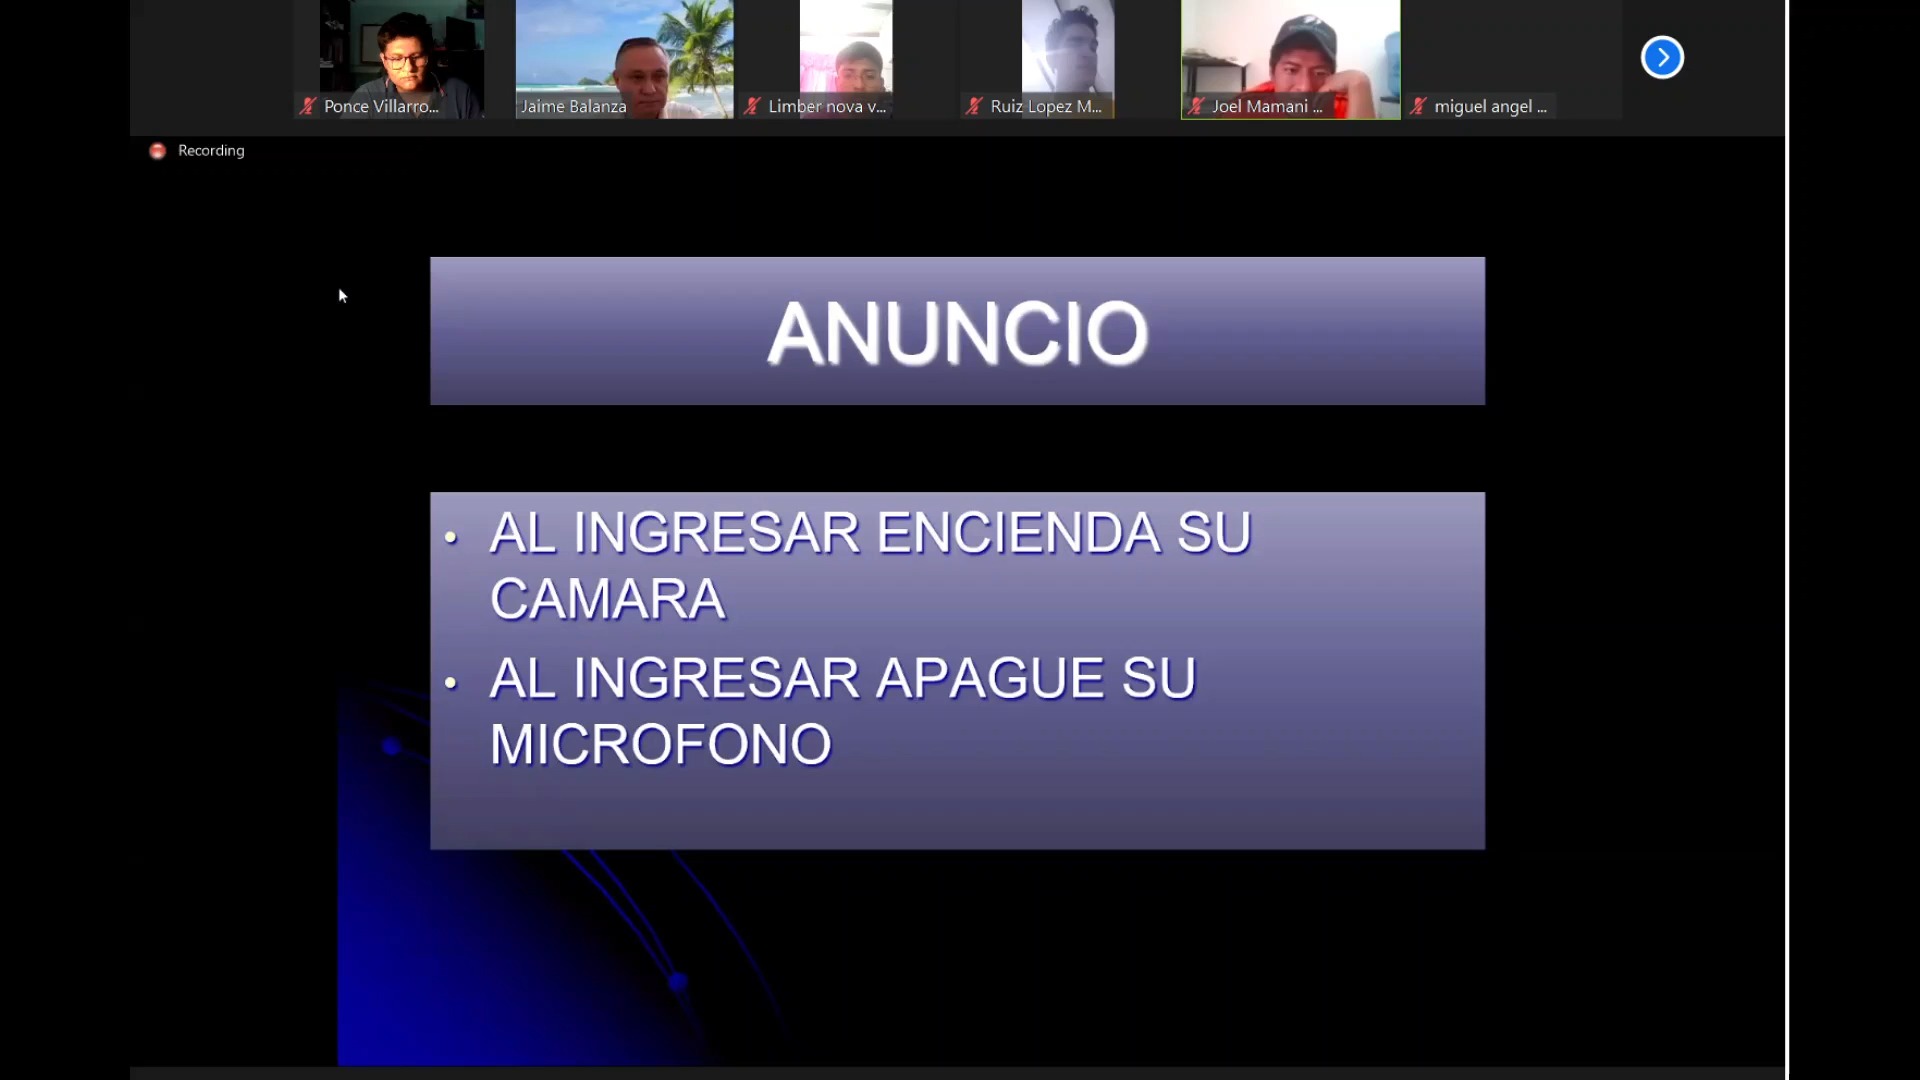 Ponce Villarro...
Jaime Balanza
Limber nova v...
Ruiz Lopez M...
Joel Mamani ...
miguel angel ...
Recording
ANUNCIO
• AL INGRESAR ENCIENDA SU
CAMARA
• AL INGRESAR APAGUE SU
MICROFONO